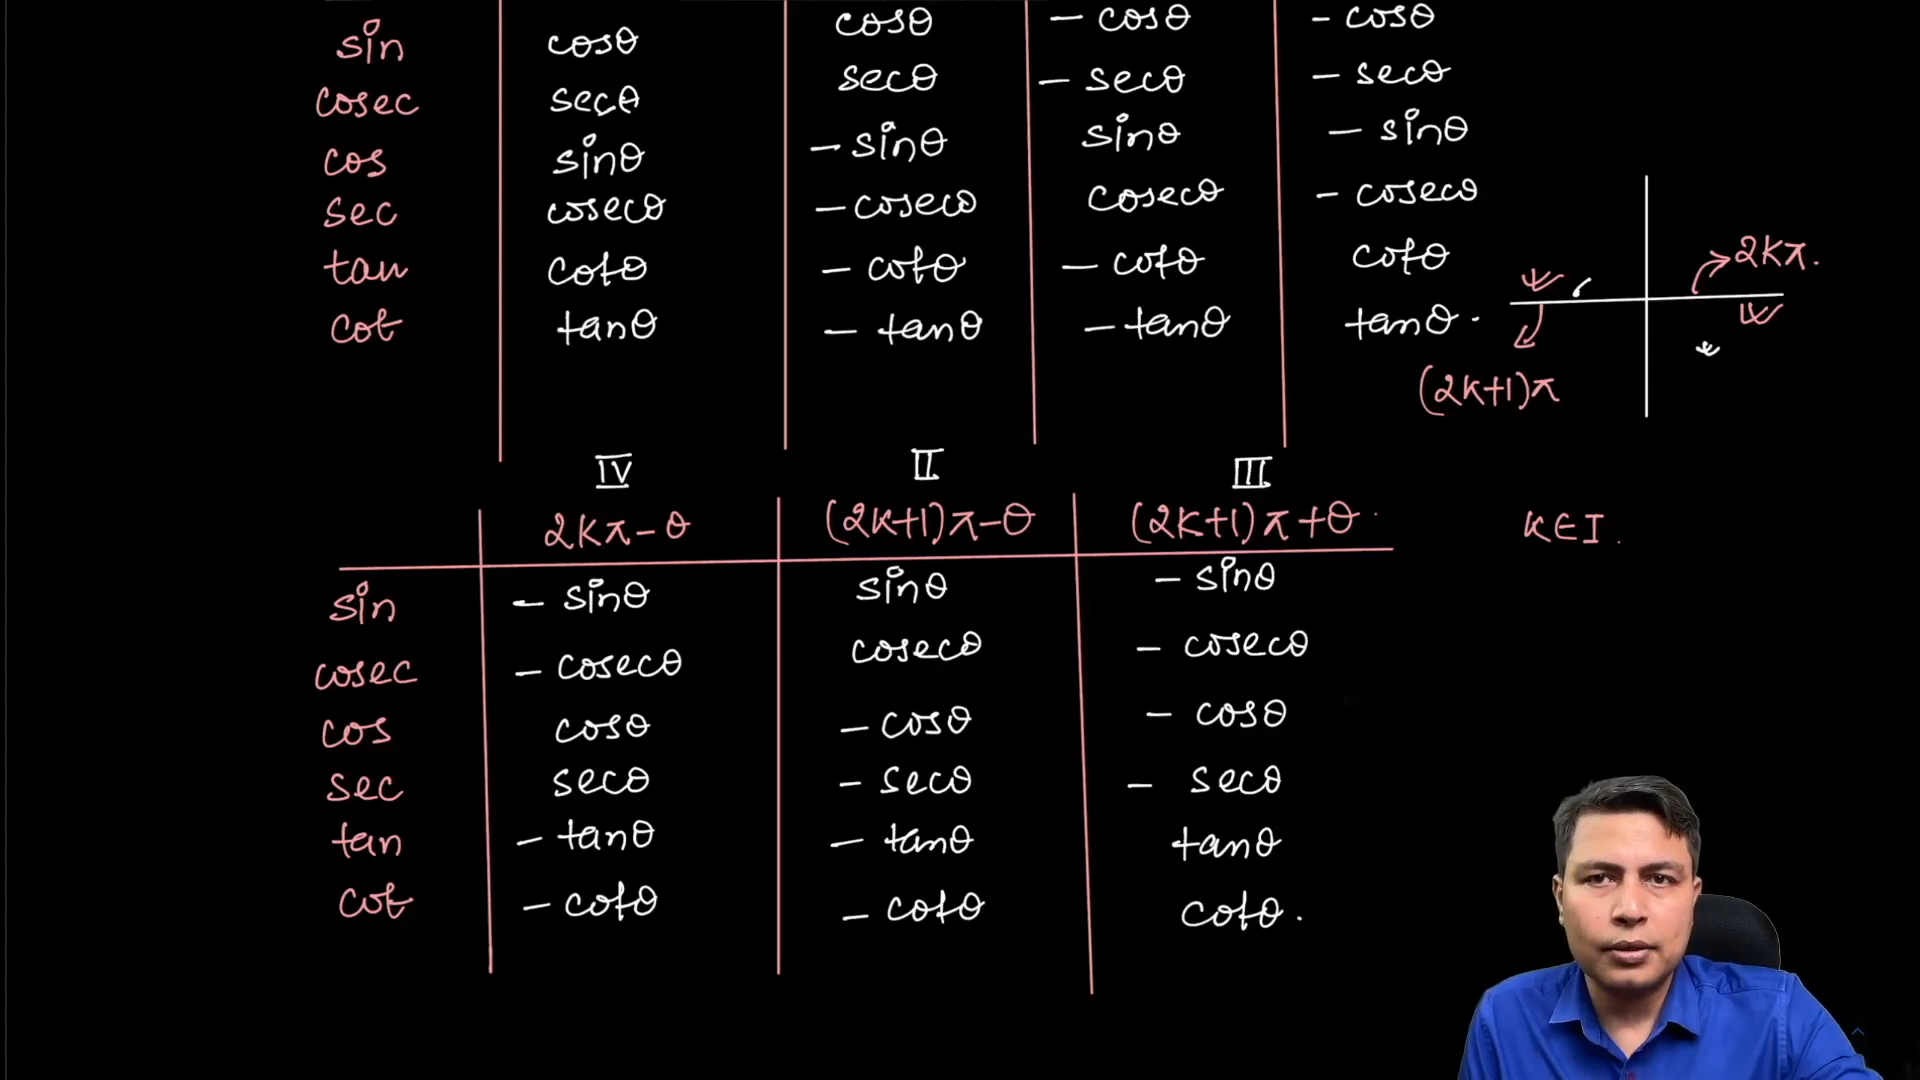 sin cosθ cosθ - cosθ - cosθ
cosec secθ secθ - secθ - secθ
cos sinθ - sinθ sinθ - sinθ
sec cosecθ - cosecθ cosecθ - cosecθ
tan cotθ - cotθ - cotθ cotθ
cot tanθ - tanθ - tanθ tanθ.
2Kπ.
(2K+1)π
IV II III
2Kπ-θ (2K+1)π-θ (2K+1)π+θ K∈I.
sin - sinθ sinθ - sinθ
cosec - cosecθ cosecθ - cosecθ
cos cosθ - cosθ - cosθ
sec secθ - secθ - secθ
tan - tanθ - tanθ tanθ
cot - cotθ - cotθ cotθ.